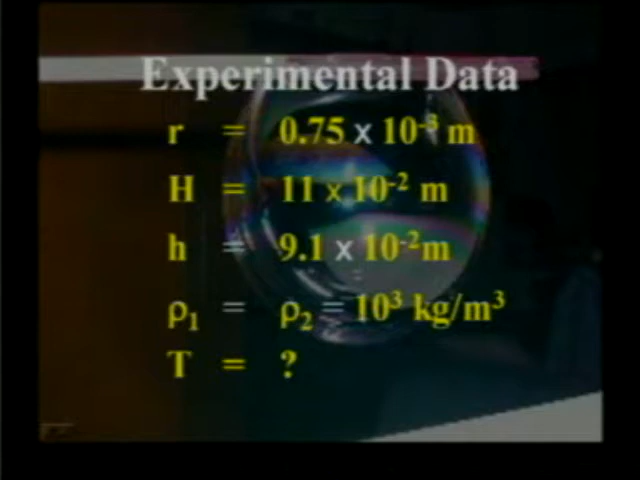 Experimental Data
r = 0.75 x 10⁻³ m
H = 11 x 10⁻² m
h = 9.1 x 10⁻²m
ρ₁ = ρ₂ = 10³ kg/m³
T = ?